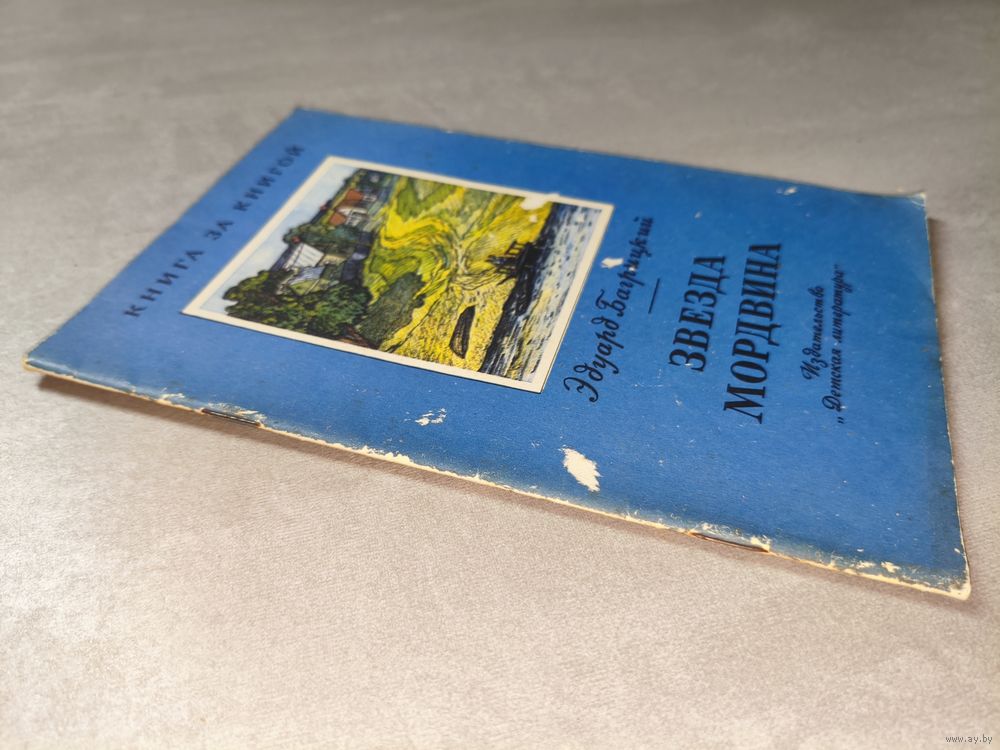 КНИГА ЗА КНИГОЙ
Эдуард Багрицкий
ЗВЕЗДА
МОРДВИНА
Издательство
„Детская литература“
www.ay.by